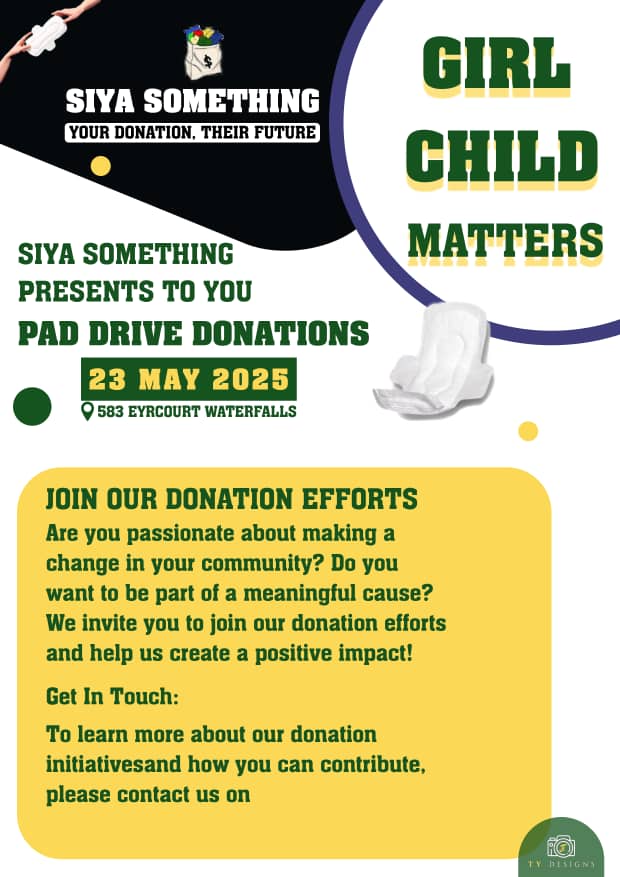 SIYA SOMETHING
YOUR DONATION, THEIR FUTURE
GIRL
CHILD
MATTERS
SIYA SOMETHING
PRESENTS TO YOU
PAD DRIVE DONATIONS
23 MAY 2025
583 EYRCOURT WATERFALLS
JOIN OUR DONATION EFFORTS
Are you passionate about making a
change in your community? Do you
want to be part of a meaningful cause?
We invite you to join our donation efforts
and help us create a positive impact!
Get In Touch:
To learn more about our donation
initiativesand how you can contribute,
please contact us on
TY DESIGNS